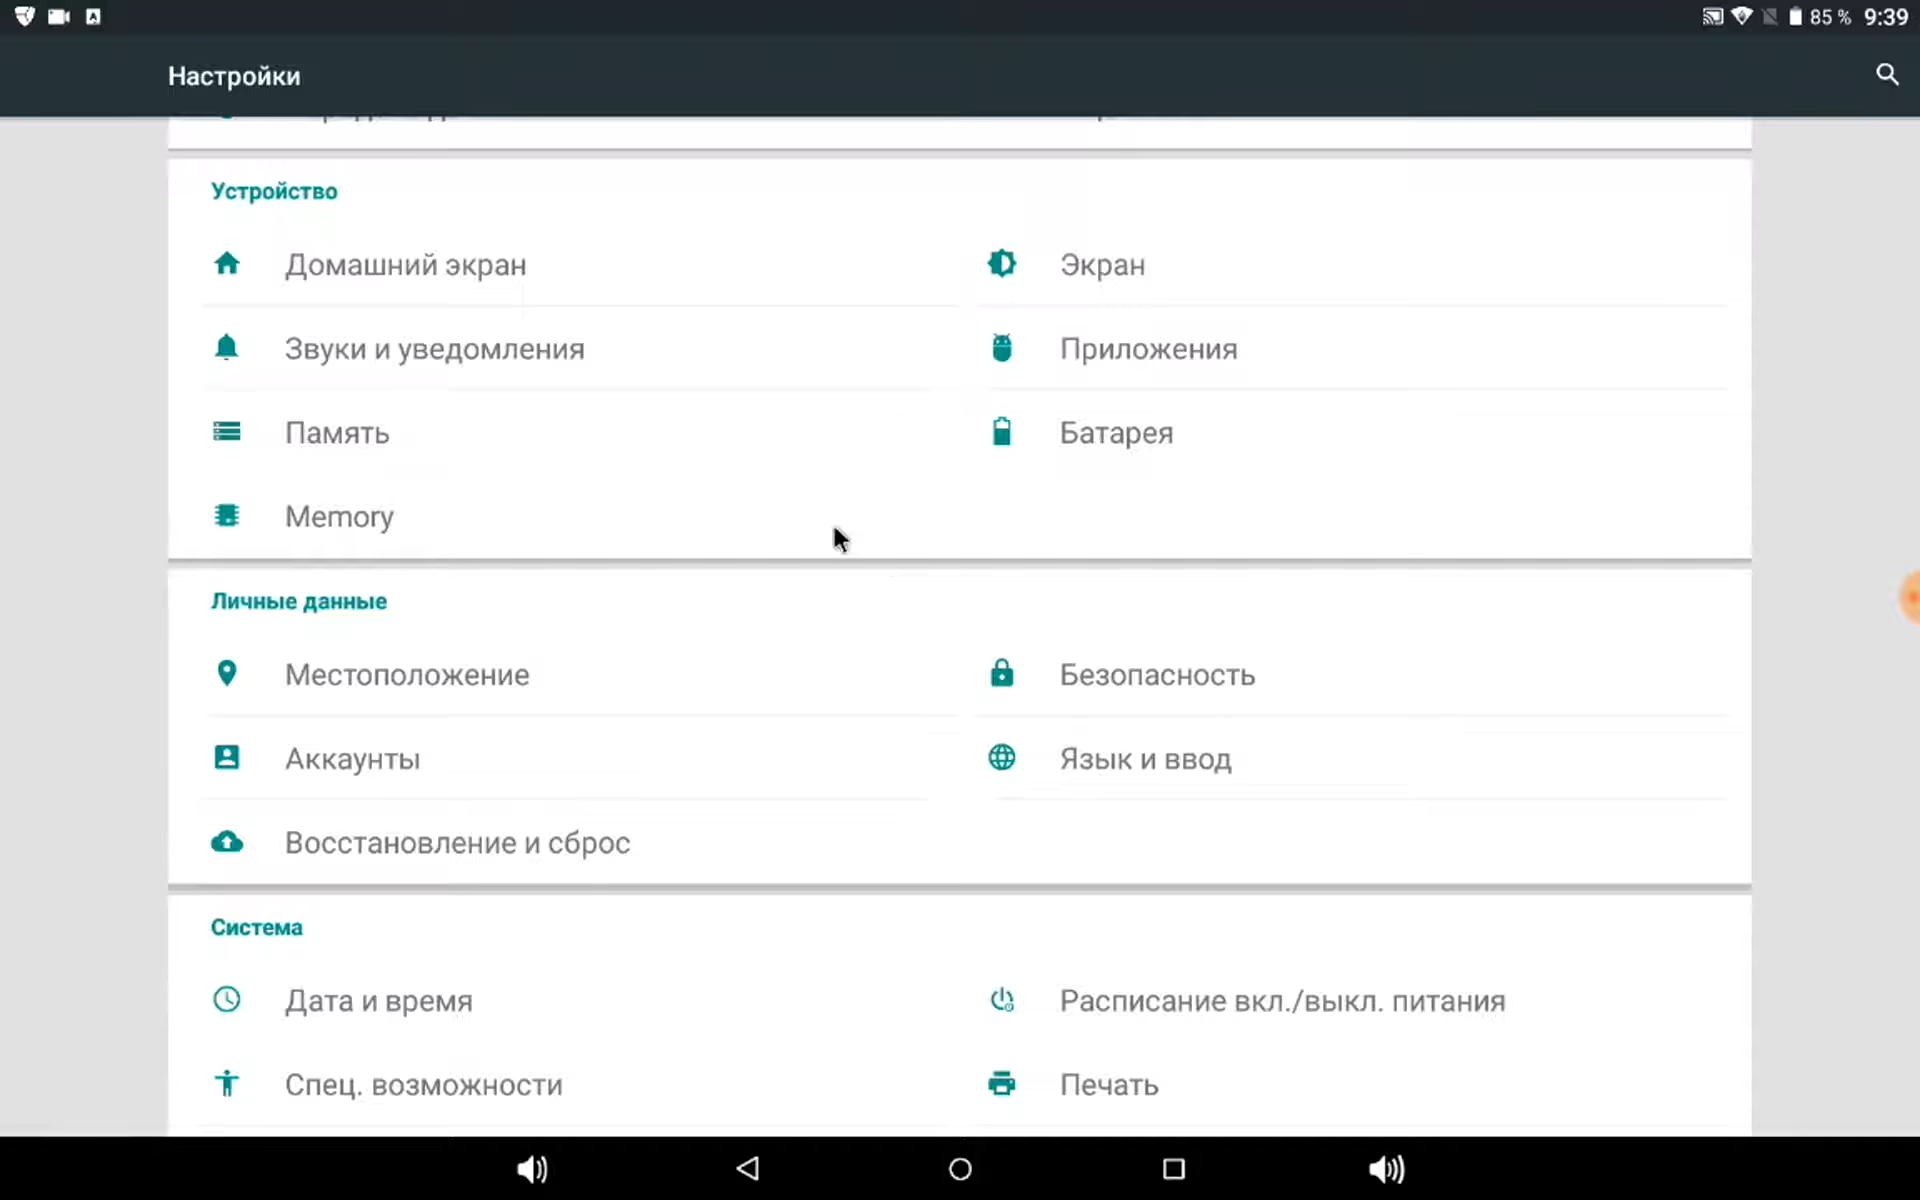 85 % 9:39
Настройки
Устройство
Домашний экран
Экран
Звуки и уведомления
Приложения
Память
Батарея
Memory
Личные данные
Местоположение
Безопасность
Аккаунты
Язык и ввод
Восстановление и сброс
Система
Дата и время
Расписание вкл./выкл. питания
Спец. возможности
Печать